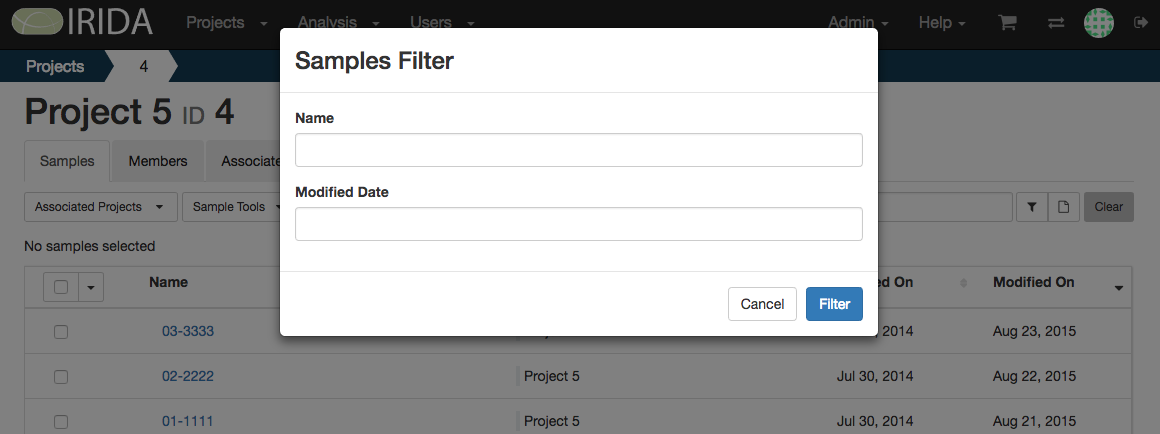 IRIDA Projects Analysis Users Admin Help
Projects 4
Samples Filter
Project 5 ID 4
Name
Samples Members Associate
Modified Date
Associated Projects Sample Tools Clear
No samples selected
Name d On Modified On
Cancel Filter
03-3333 2014 Aug 23, 2015
02-2222 Project 5 Jul 30, 2014 Aug 22, 2015
01-1111 Project 5 Jul 30, 2014 Aug 21, 2015